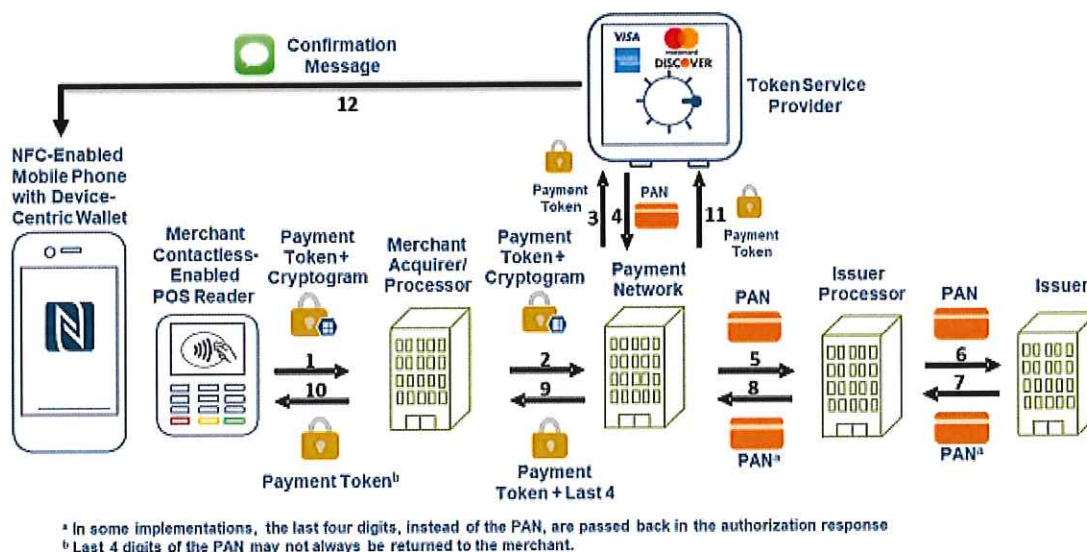 Confirmation
Message
12
VISA
mastercard
AMERICAN EXPRESS
DISCOVER
Token Service
Provider
NFC-Enabled
Mobile Phone
with Device-
Centric Wallet
Merchant
Contactless-
Enabled
POS Reader
Payment
Token +
Cryptogram
1
10
Payment Tokenᵇ
Merchant
Acquirer/
Processor
Payment
Token +
Cryptogram
2
9
Payment
Token + Last 4
Payment
Token
3
4
PAN
11
Payment
Token
Payment
Network
PAN
5
8
PANᵃ
Issuer
Processor
PAN
6
7
PANᵃ
Issuer
ᵃ In some implementations, the last four digits, instead of the PAN, are passed back in the authorization response
ᵇ Last 4 digits of the PAN may not always be returned to the merchant.